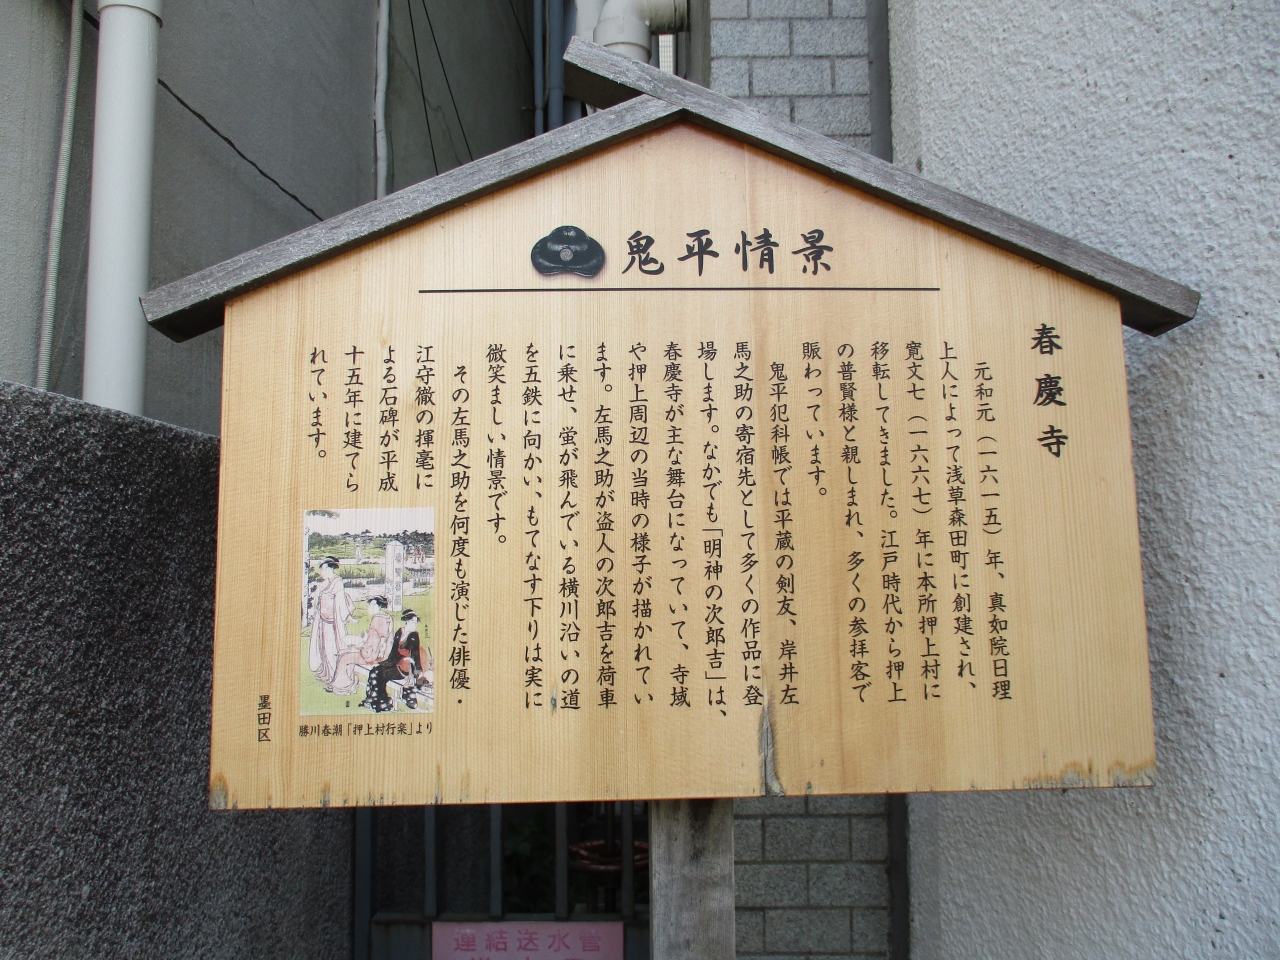 鬼平情景
春慶寺
元和元（一六一五）年、真如院日理
上人によって浅草森田町に創建され、
寛文七（一六六七）年に本所押上村に
移転してきました。江戸時代から押上
の普賢様と親しまれ、多くの参拝客で
賑わっています。
鬼平犯科帳では平蔵の剣友、岸井左
馬之助の寄宿先として多くの作品に登
場します。なかでも「明神の次郎吉」は、
春慶寺が主な舞台になっていて、寺域
や押上周辺の当時の様子が描かれてい
ます。左馬之助が盗人の次郎吉を荷車
に乗せ、蛍が飛んでいる横川沿いの道
を五鉄に向かい、もてなす下りは実に
微笑ましい情景です。
その左馬之助を何度も演じた俳優・
江守徹の揮毫に
よる石碑が平成
十五年に建てら
れています。
勝川春潮「押上村行楽」より
墨田区
連結送水管